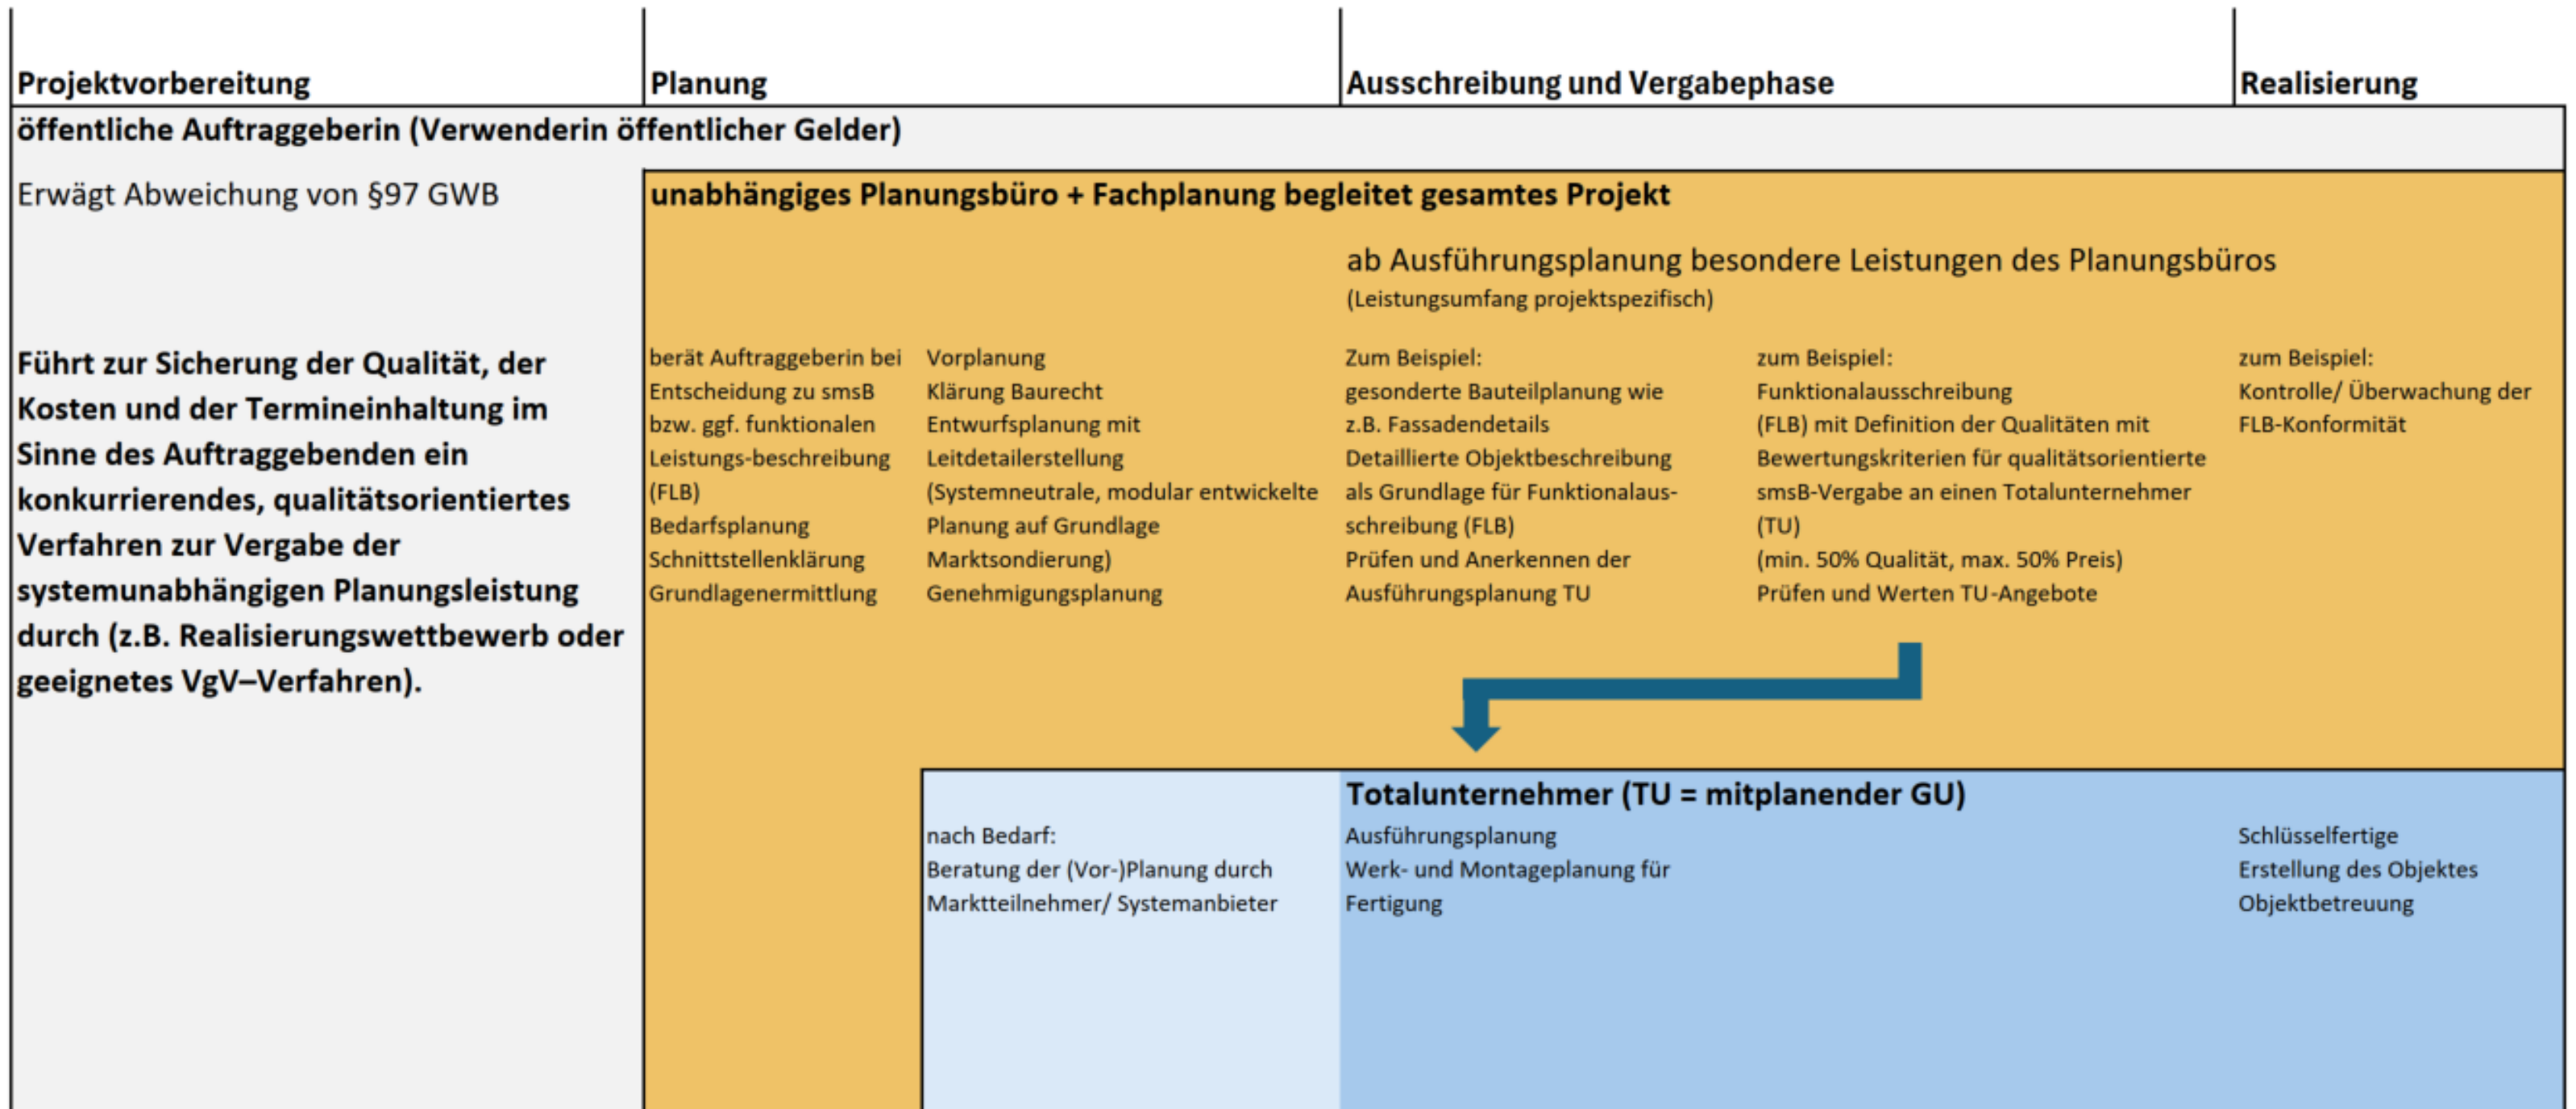 Projektvorbereitung
Planung
Ausschreibung und Vergabephase
Realisierung
öffentliche Auftraggeberin (Verwenderin öffentlicher Gelder)
Erwägt Abweichung von §97 GWB
Führt zur Sicherung der Qualität, der
Kosten und der Termineinhaltung im
Sinne des Auftraggebenden ein
konkurrierendes, qualitätsorientiertes
Verfahren zur Vergabe der
systemunabhängigen Planungsleistung
durch (z.B. Realisierungswettbewerb oder
geeignetes VgV–Verfahren).
unabhängiges Planungsbüro + Fachplanung begleitet gesamtes Projekt
ab Ausführungsplanung besondere Leistungen des Planungsbüros
(Leistungsumfang projektspezifisch)
berät Auftraggeberin bei
Entscheidung zu smsB
bzw. ggf. funktionalen
Leistungs-beschreibung
(FLB)
Bedarfsplanung
Schnittstellenklärung
Grundlagenermittlung
Vorplanung
Klärung Baurecht
Entwurfsplanung mit
Leitdetailerstellung
(Systemneutrale, modular entwickelte
Planung auf Grundlage
Marktsondierung)
Genehmigungsplanung
Zum Beispiel:
gesonderte Bauteilplanung wie
z.B. Fassadendetails
Detaillierte Objektbeschreibung
als Grundlage für Funktionalaus-
schreibung (FLB)
Prüfen und Anerkennen der
Ausführungsplanung TU
zum Beispiel:
Funktionalausschreibung
(FLB) mit Definition der Qualitäten mit
Bewertungskriterien für qualitätsorientierte
smsB-Vergabe an einen Totalunternehmer
(TU)
(min. 50% Qualität, max. 50% Preis)
Prüfen und Werten TU-Angebote
zum Beispiel:
Kontrolle/ Überwachung der
FLB-Konformität
nach Bedarf:
Beratung der (Vor-)Planung durch
Marktteilnehmer/ Systemanbieter
Totalunternehmer (TU = mitplanender GU)
Ausführungsplanung
Werk- und Montageplanung für
Fertigung
Schlüsselfertige
Erstellung des Objektes
Objektbetreuung